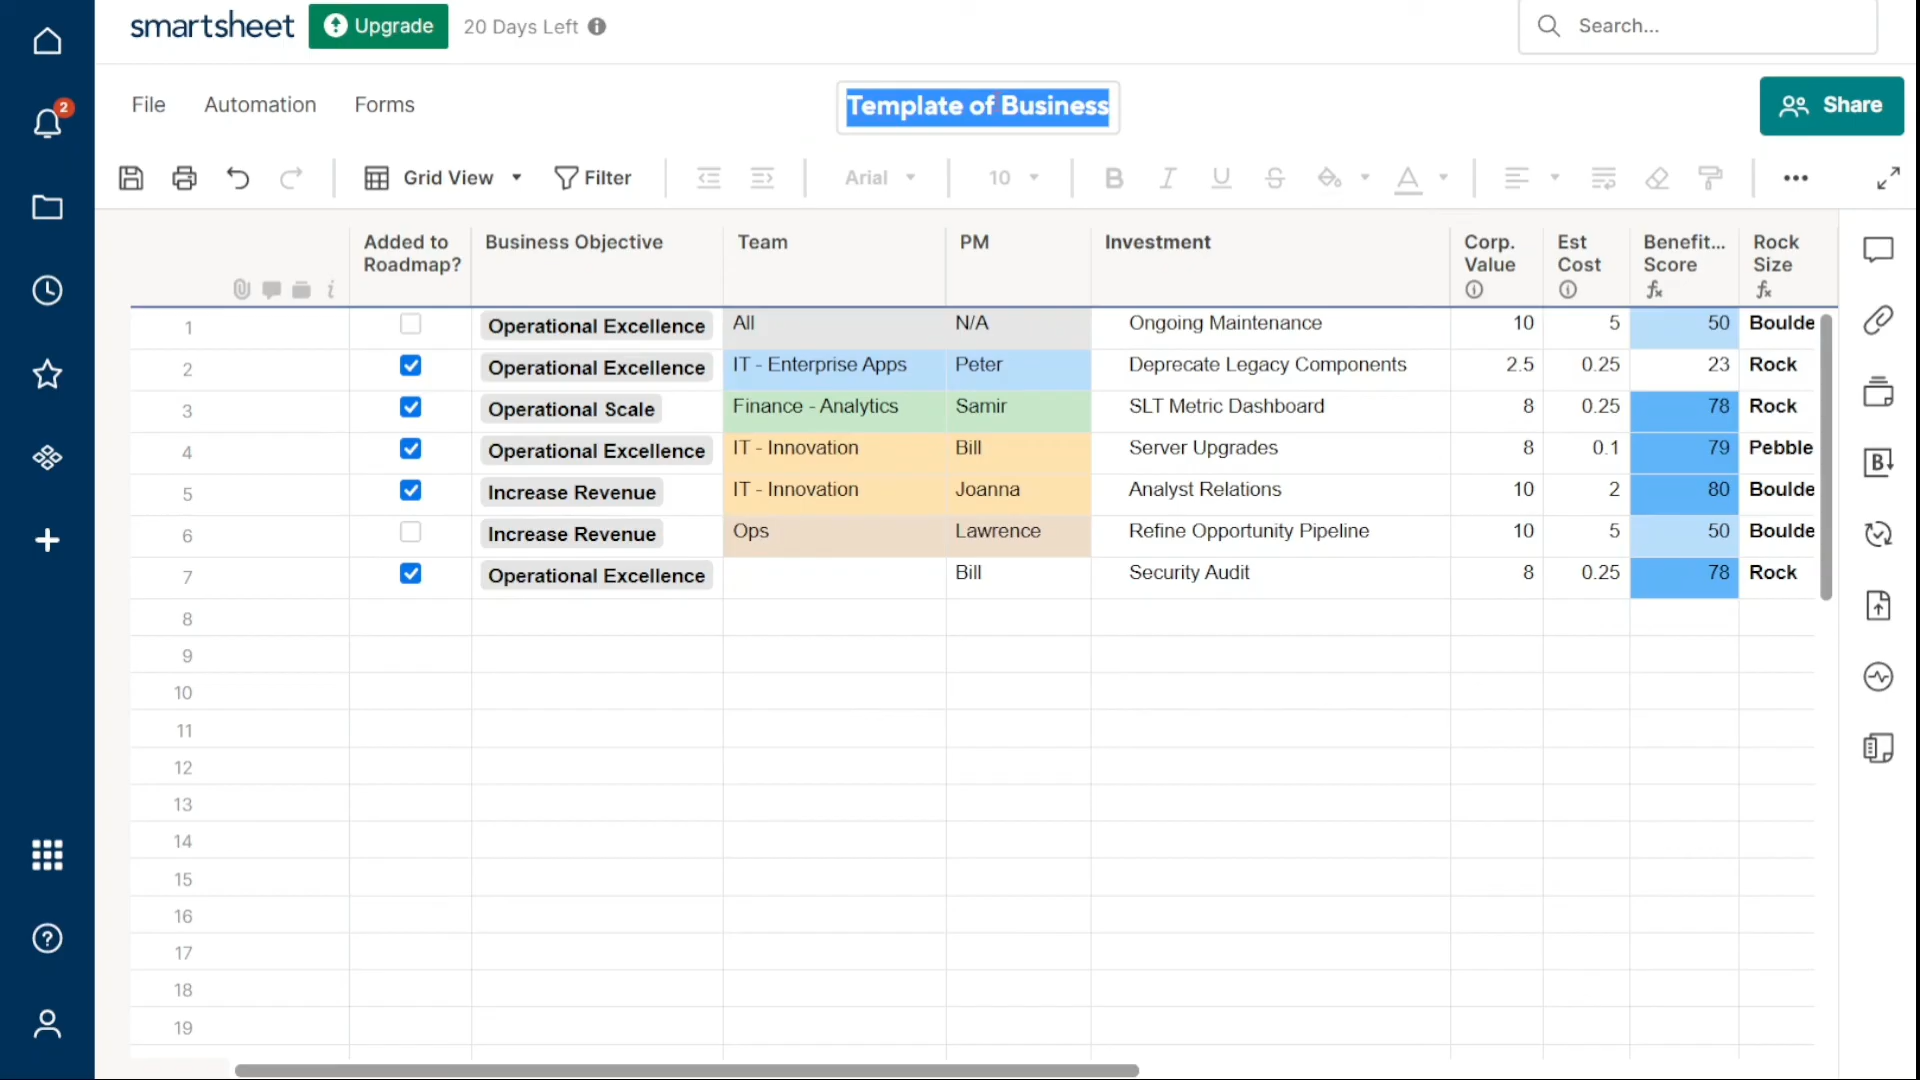 smartsheet Upgrade 20 Days Left Search...
2
File Automation Forms Template of Business Share
Grid View Filter Arial 10 B I U S A
Added to Roadmap? Business Objective Team PM Investment Corp. Value Est Cost Benefit... Score Rock Size
fx fx
1 Operational Excellence All N/A Ongoing Maintenance 10 5 50 Boulde
2 Operational Excellence IT - Enterprise Apps Peter Deprecate Legacy Components 2.5 0.25 23 Rock
3 Operational Scale Finance - Analytics Samir SLT Metric Dashboard 8 0.25 78 Rock
4 Operational Excellence IT - Innovation Bill Server Upgrades 8 0.1 79 Pebble
5 Increase Revenue IT - Innovation Joanna Analyst Relations 10 2 80 Boulde
6 Increase Revenue Ops Lawrence Refine Opportunity Pipeline 10 5 50 Boulde
7 Operational Excellence Bill Security Audit 8 0.25 78 Rock
8
9
10
11
12
13
14
15
16
17
18
19